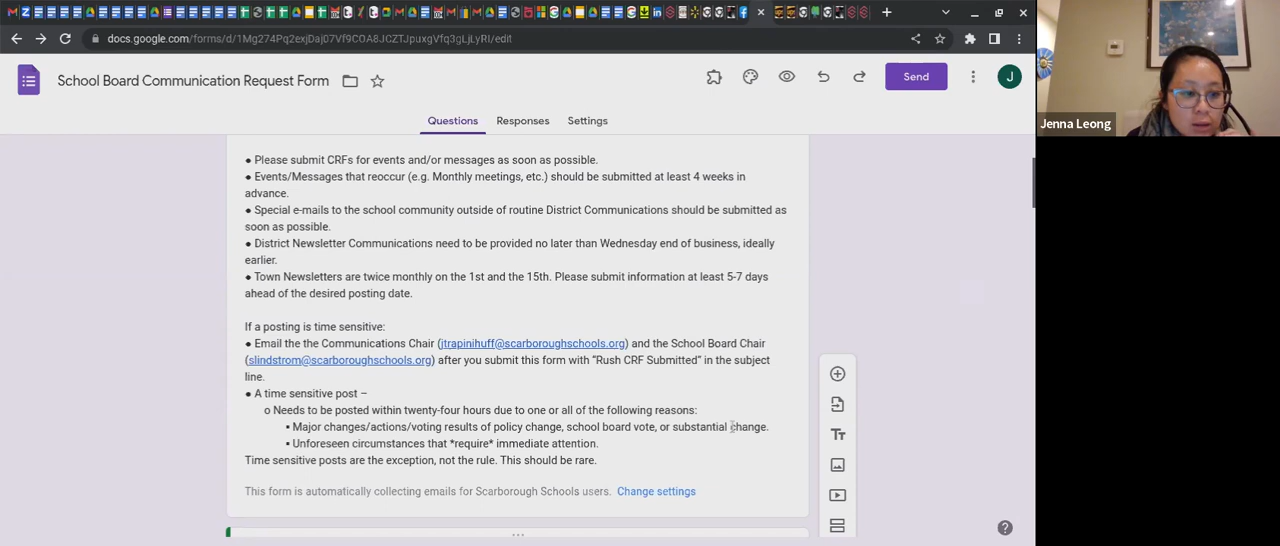 docs.google.com/forms/d/1Mg274Pq2exjDaj07Vf9COA8JCZTJpuxgVfq3gLjLyRI/edit
School Board Communication Request Form
Send
J
Questions
Responses
Settings
● Please submit CRFs for events and/or messages as soon as possible.
● Events/Messages that reoccur (e.g. Monthly meetings, etc.) should be submitted at least 4 weeks in
advance.
● Special e-mails to the school community outside of routine District Communications should be submitted as
soon as possible.
● District Newsletter Communications need to be provided no later than Wednesday end of business, ideally
earlier.
● Town Newsletters are twice monthly on the 1st and the 15th. Please submit information at least 5-7 days
ahead of the desired posting date.
If a posting is time sensitive:
● Email the the Communications Chair (jtrapinihuff@scarboroughschools.org) and the School Board Chair
(slindstrom@scarboroughschools.org) after you submit this form with “Rush CRF Submitted” in the subject
line.
● A time sensitive post –
o Needs to be posted within twenty-four hours due to one or all of the following reasons:
▪ Major changes/actions/voting results of policy change, school board vote, or substantial change.
▪ Unforeseen circumstances that *require* immediate attention.
Time sensitive posts are the exception, not the rule. This should be rare.
This form is automatically collecting emails for Scarborough Schools users. Change settings
Tt
Jenna Leong